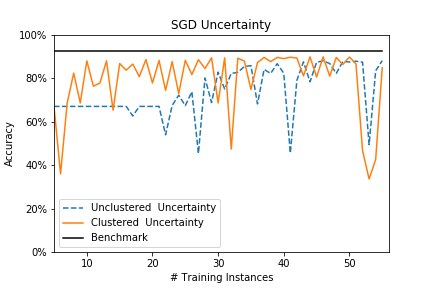 SGD Uncertainty
100%
80%
60%
40%
20%
0%
Accuracy
Unclustered Uncertainty
Clustered Uncertainty
Benchmark
10 20 30 40 50
# Training Instances